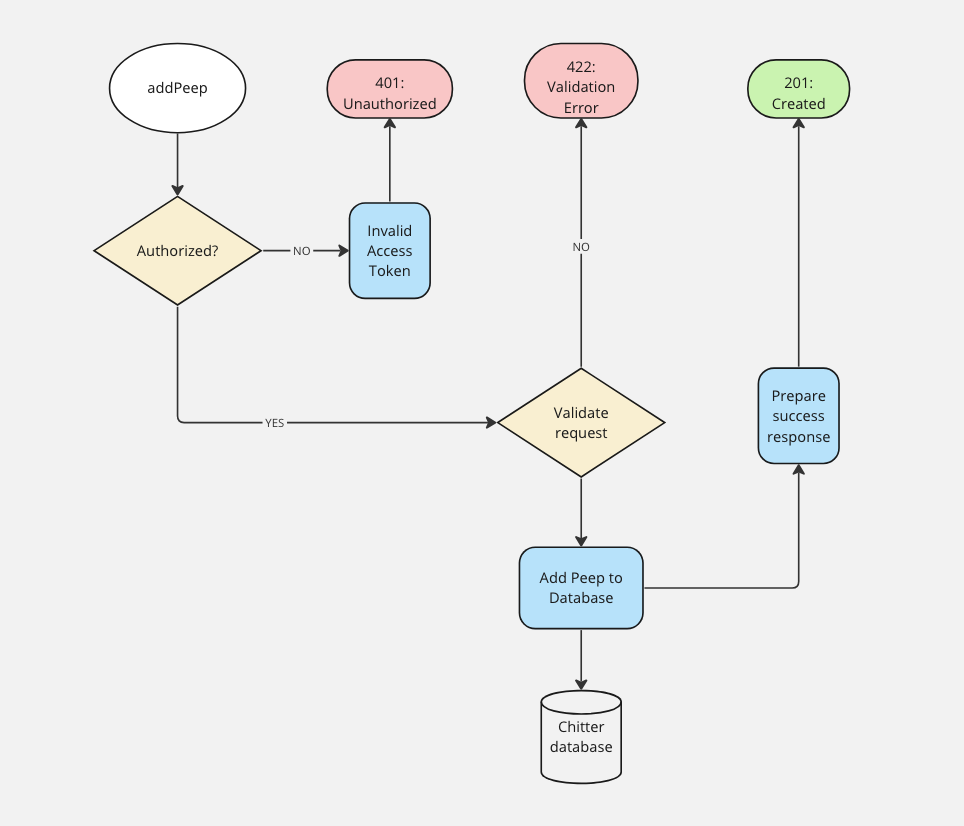 addPeep
401:
Unauthorized
422:
Validation
Error
201:
Created
Authorized?
NO
Invalid
Access
Token
NO
YES
Validate
request
Prepare
success
response
Add Peep to
Database
Chitter
database